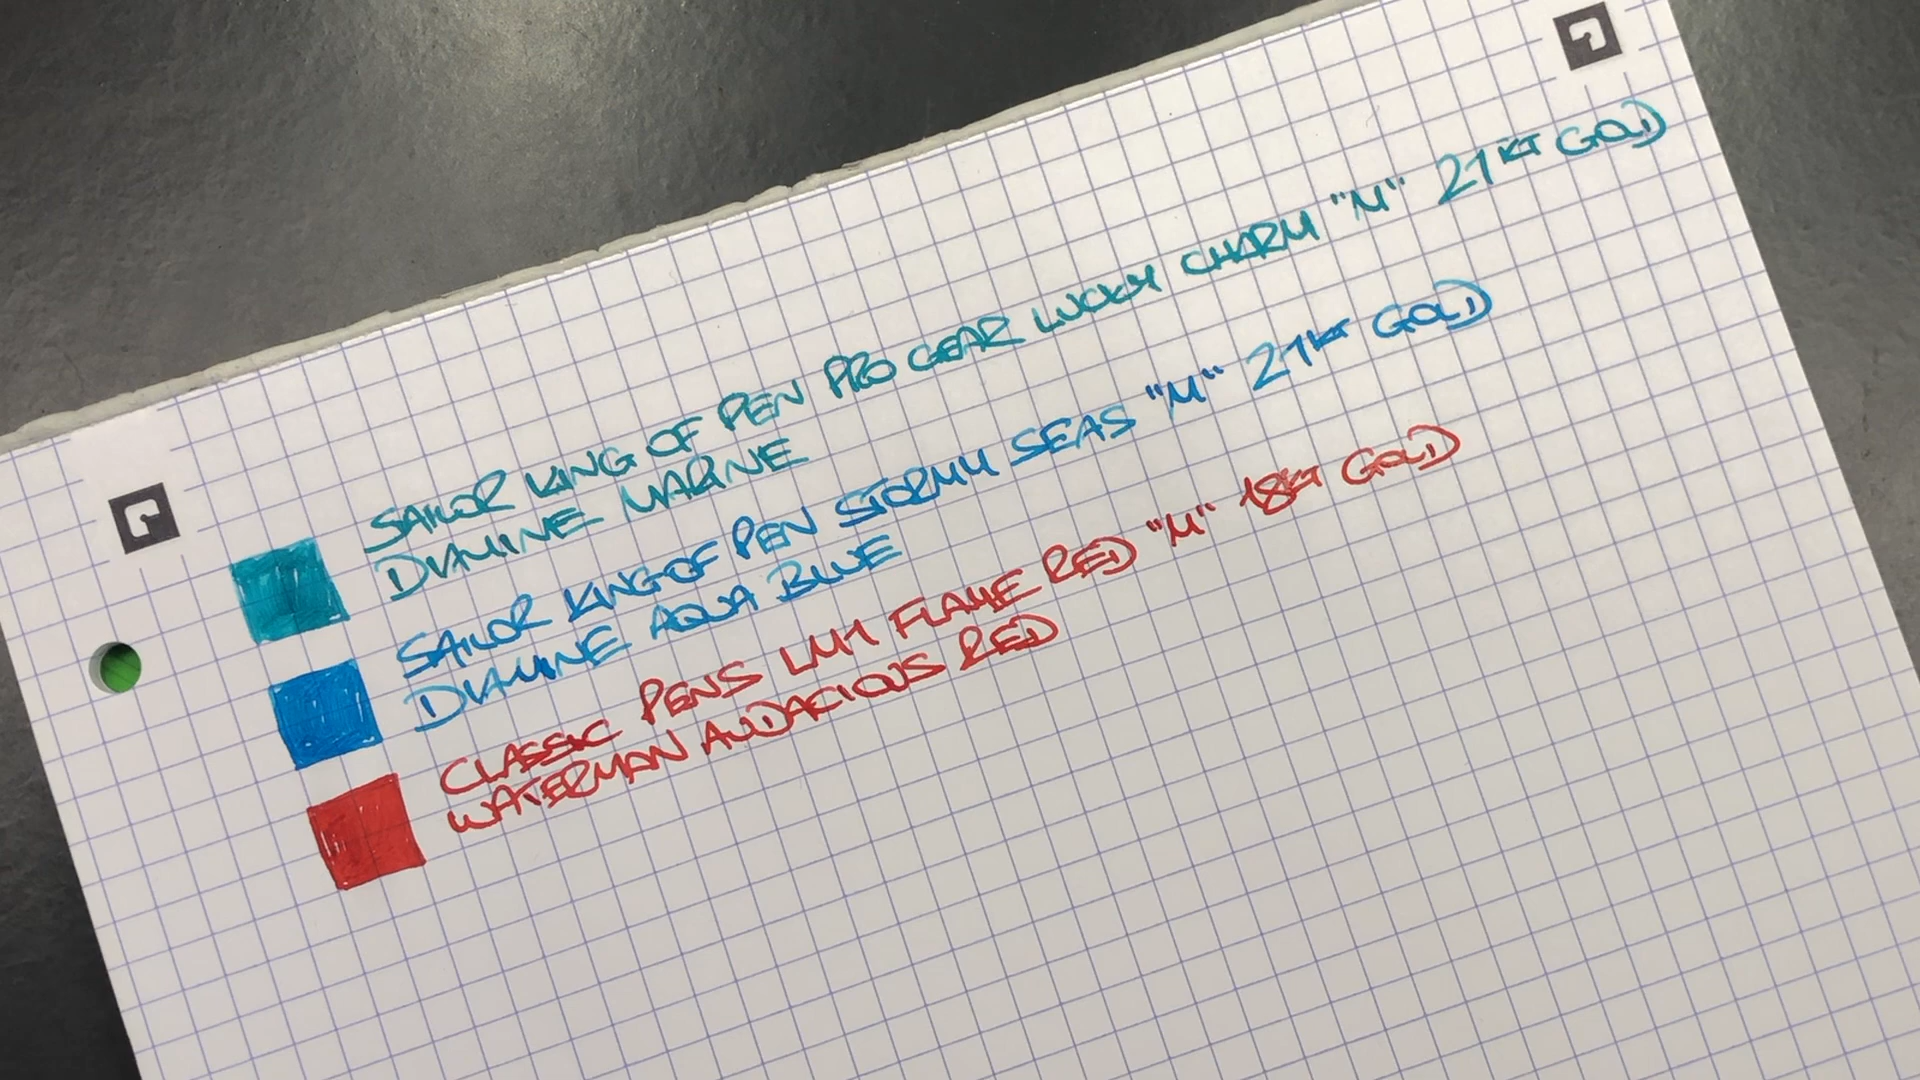 SAILOR KING OF PEN PRO GEAR LUCKY CHARM "M" 21KT GOLD
DIAMINE MARINE
SAILOR KING OF PEN STORMY SEAS "M" 21KT GOLD
DIAMINE AQUA BLUE
CLASSIC PENS LM1 FLAME RED "M" 18KT GOLD
WATERMAN AUDACIOUS RED